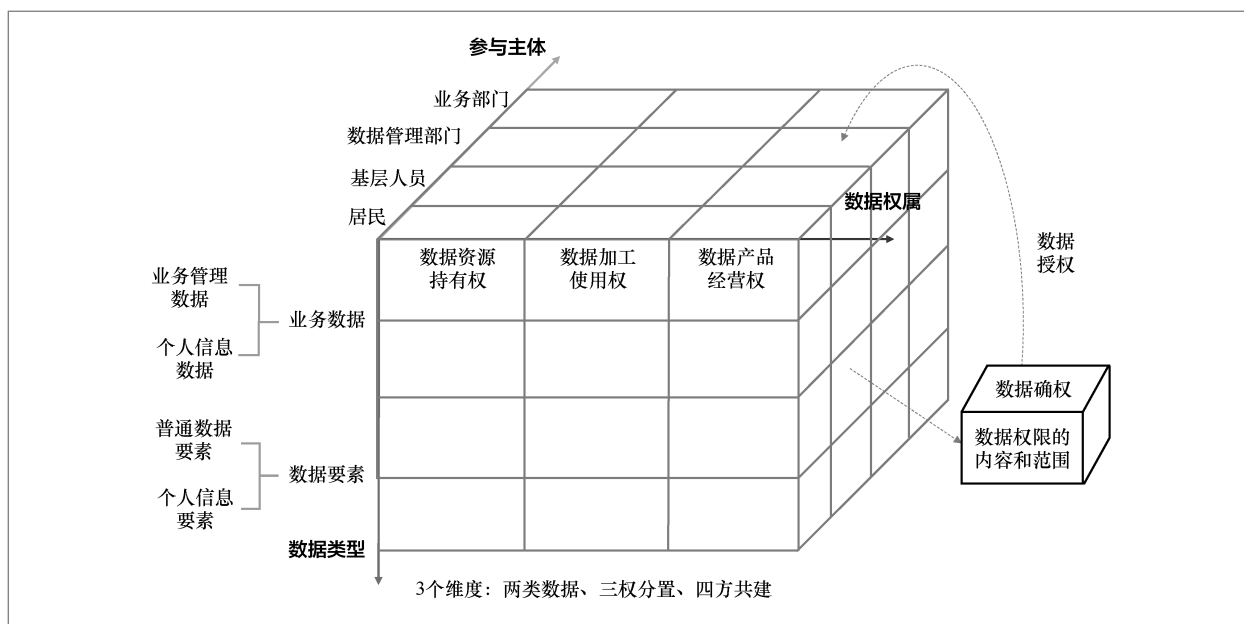 参与主体
业务部门
数据管理部门
基层人员
居民
数据权属
数据资源
持有权
数据加工
使用权
数据产品
经营权
数据
授权
业务管理
数据
个人信息
数据
业务数据
普通数据
要素
个人信息
要素
数据要素
数据类型
数据确权
数据权限的
内容和范围
3个维度：两类数据、三权分置、四方共建